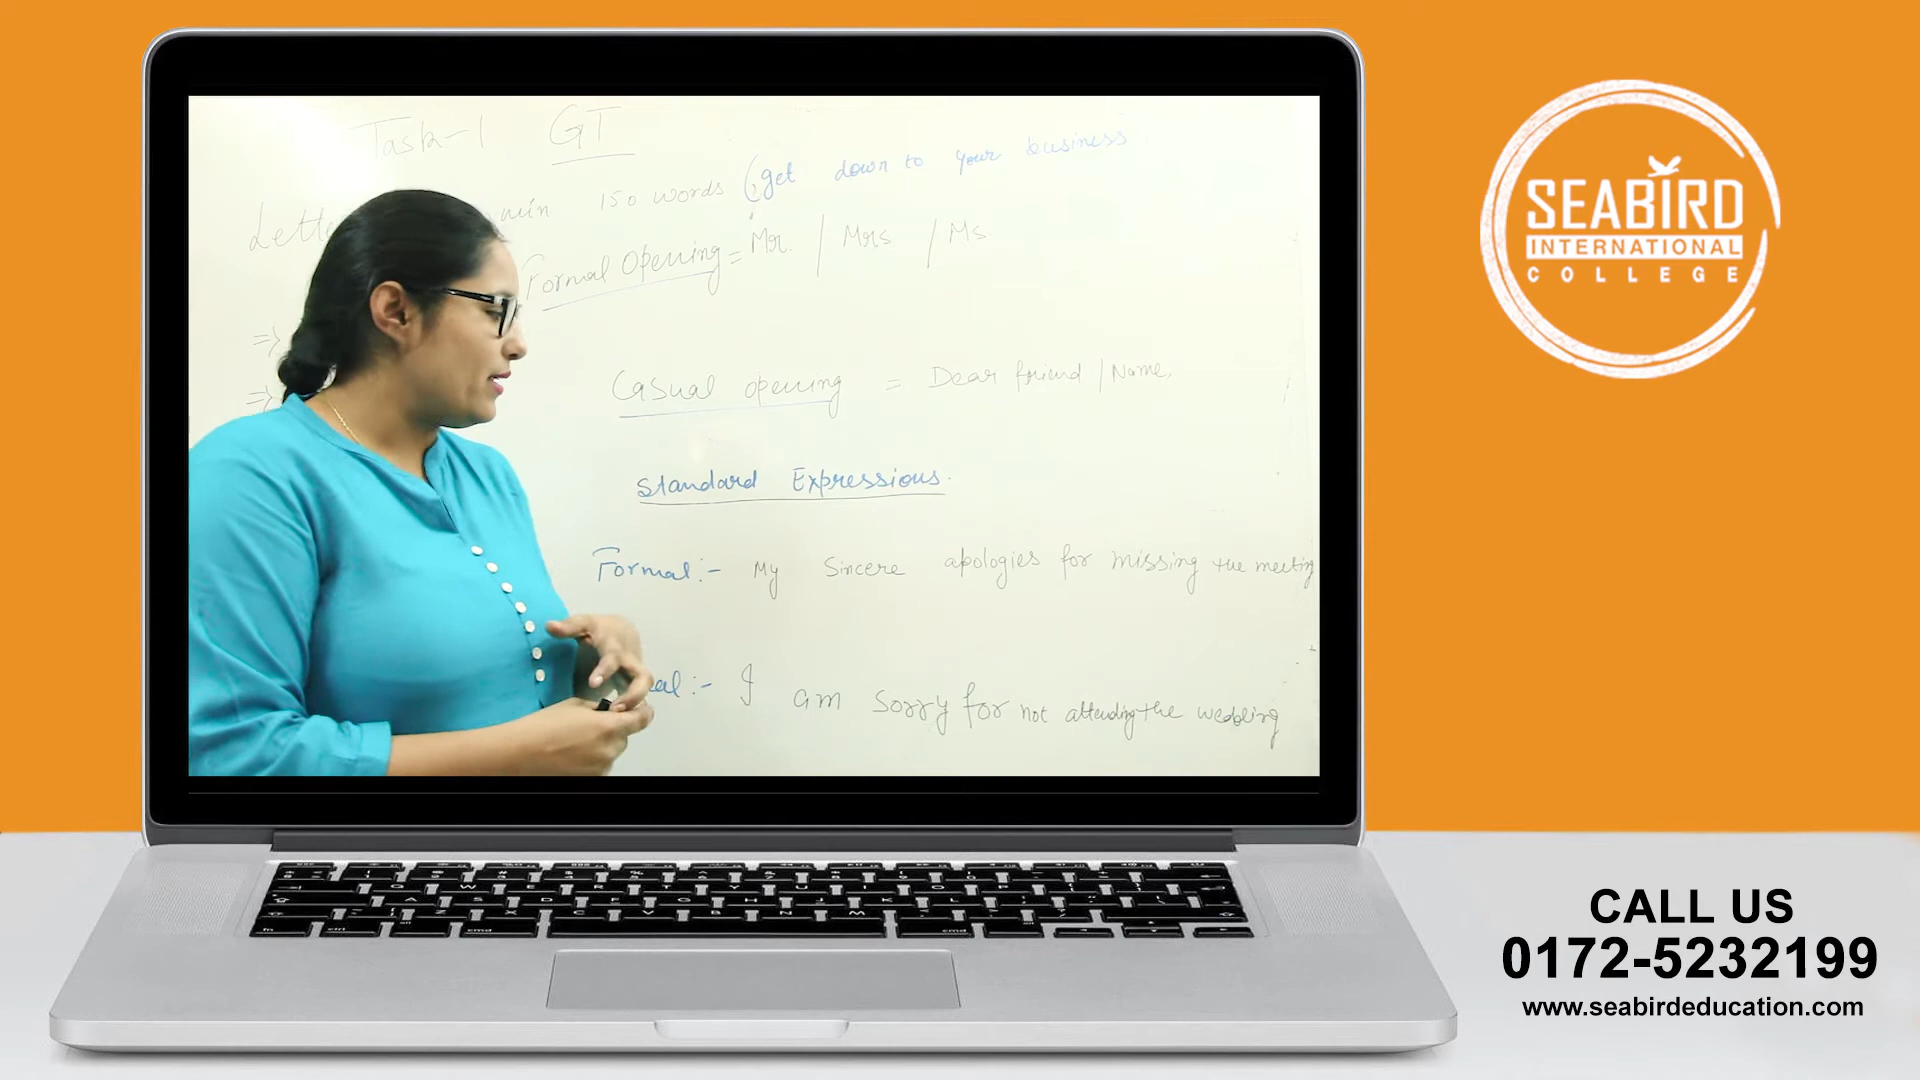 Task-1 GT
min 150 words (, get down to your business
Formal Opening = Mr. / Mrs / Ms
=>
Casual opening = Dear friend / Name.
=>
Standard Expressions.
Formal :- My Sincere apologies for missing the meeting
I am Sorry for not attending the wedding
SEABIRD
INTERNATIONAL
COLLEGE
CALL US
0172-5232199
www.seabirdeducation.com